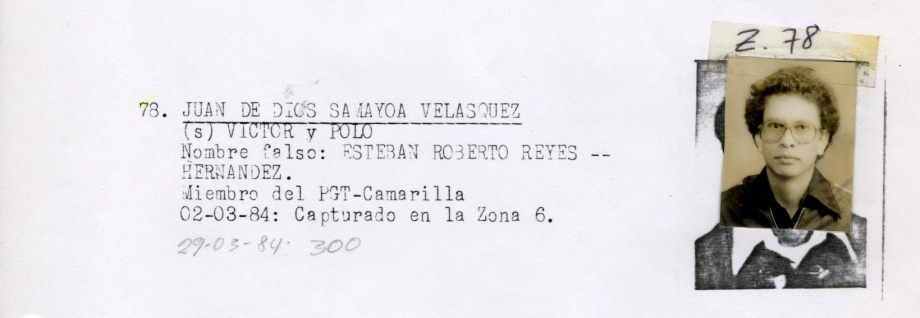 Z. 78
78. JUAN DE DIOS SAMAYOA VELASQUEZ
(s) VICTOR y POLO
Nombre falso: ESTEBAN ROBERTO REYES --
HERNANDEZ.
Miembro del PGT-Camarilla
02-03-84: Capturado en la Zona 6.
29-03-84: 300